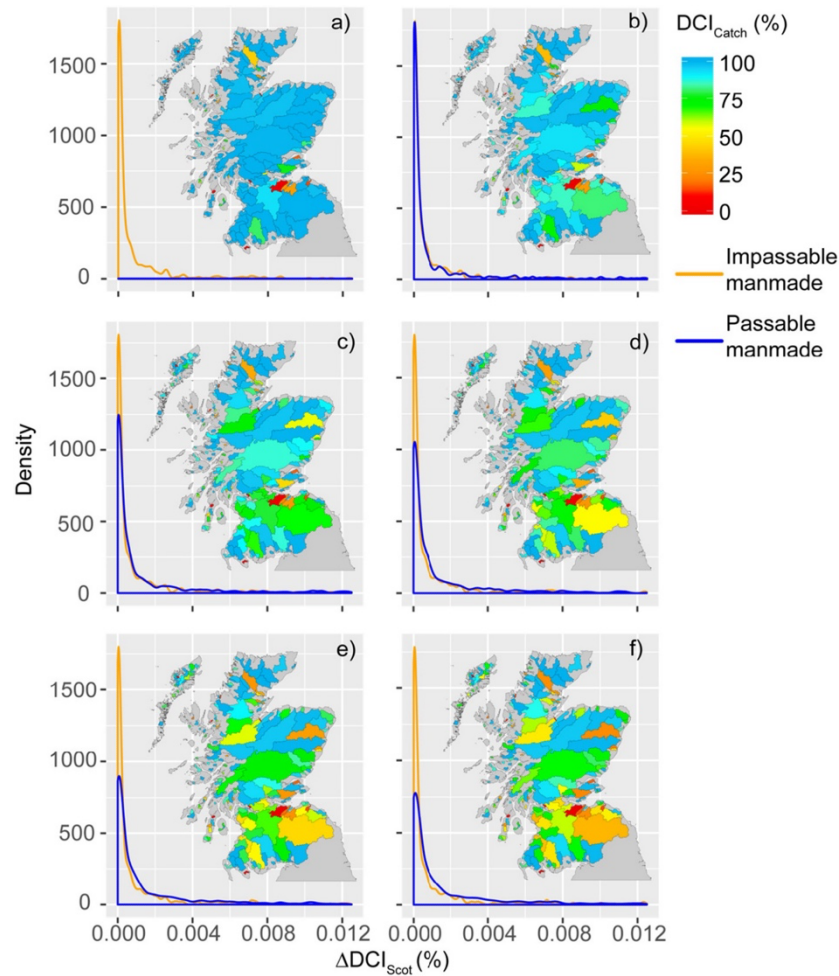 a)
b)
DCI_Catch (%)
100
75
50
25
0
Impassable
manmade
Passable
manmade
1500
1000
500
0
c)
d)
Density
1500
1000
500
0
e)
f)
1500
1000
500
0
0.000 0.004 0.008 0.012
0.000 0.004 0.008 0.012
ΔDCI_Scot (%)